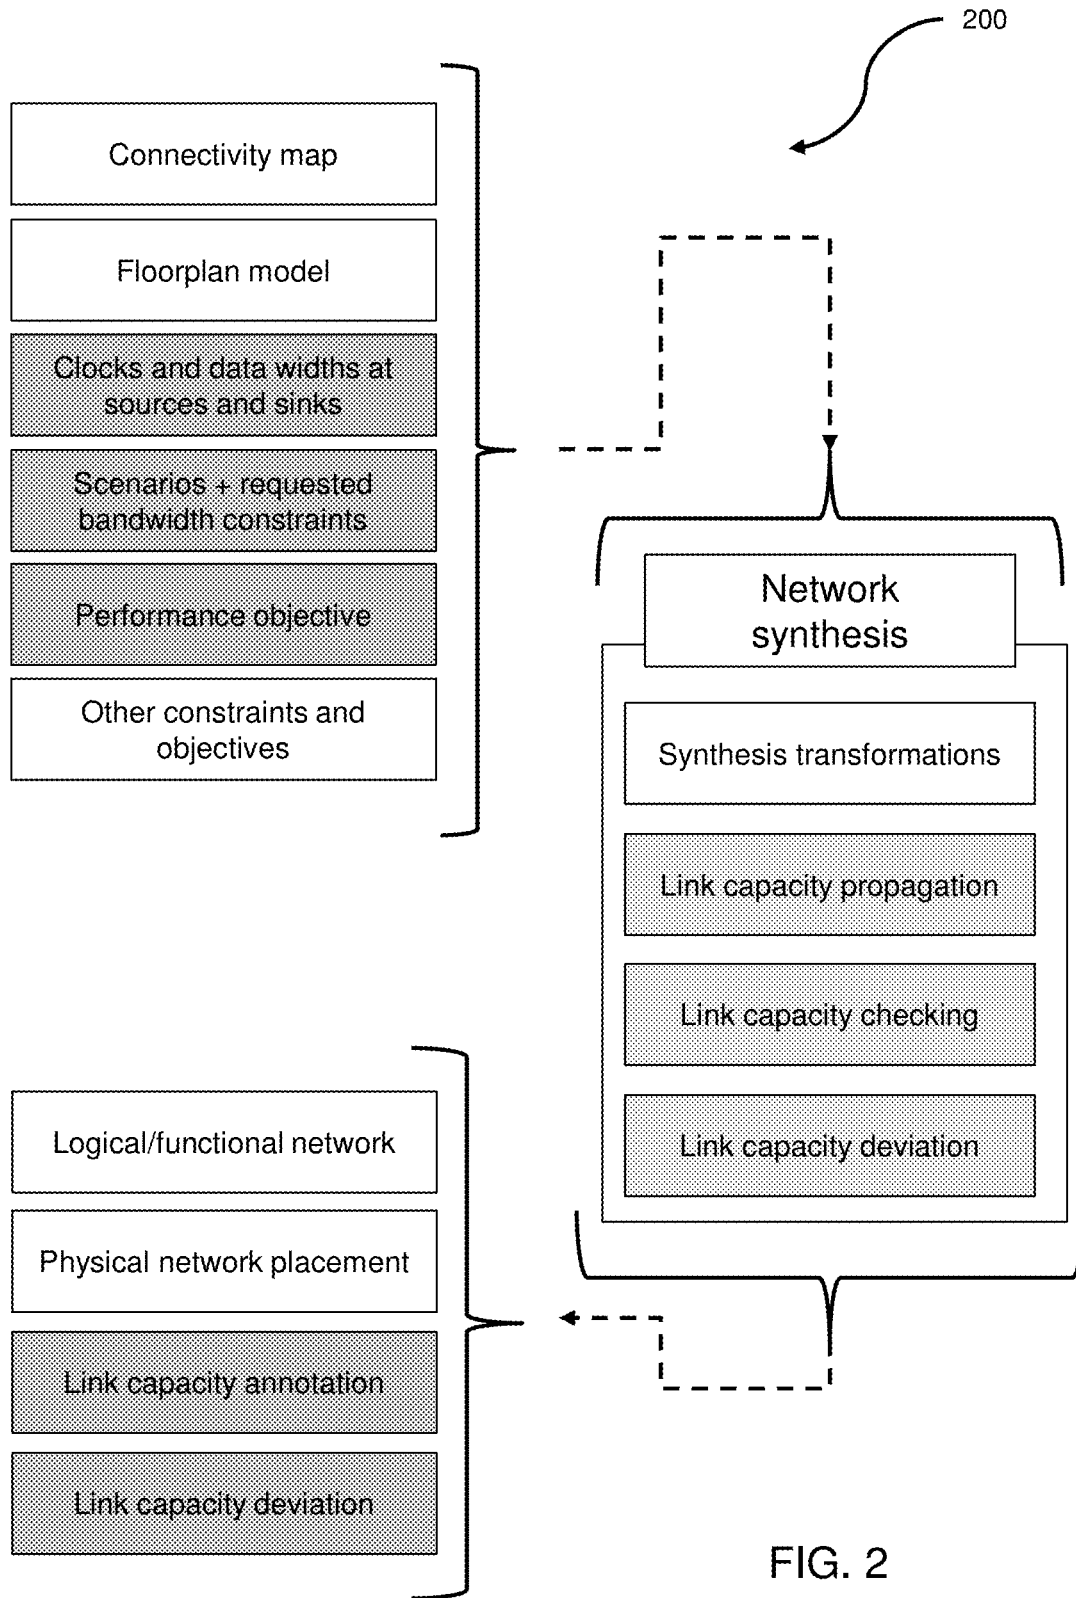 200
Connectivity map
Floorplan model
Clocks and data widths at
sources and sinks
Scenarios + requested
bandwidth constraints
Performance objective
Other constraints and
objectives
Network
synthesis
Synthesis transformations
Link capacity propagation
Link capacity checking
Link capacity deviation
Logical/functional network
Physical network placement
Link capacity annotation
Link capacity deviation
FIG. 2